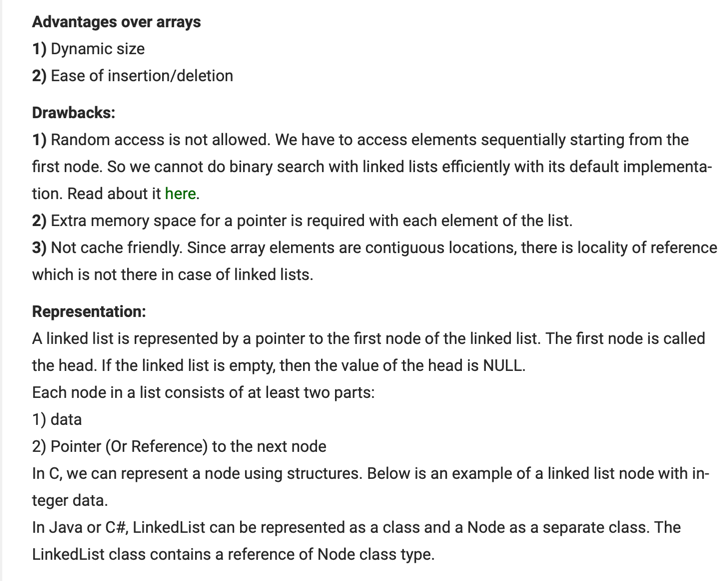 Advantages over arrays
1) Dynamic size
2) Ease of insertion/deletion
Drawbacks:
1) Random access is not allowed. We have to access elements sequentially starting from the
first node. So we cannot do binary search with linked lists efficiently with its default implementa-
tion. Read about it here.
2) Extra memory space for a pointer is required with each element of the list.
3) Not cache friendly. Since array elements are contiguous locations, there is locality of reference
which is not there in case of linked lists.
Representation:
A linked list is represented by a pointer to the first node of the linked list. The first node is called
the head. If the linked list is empty, then the value of the head is NULL.
Each node in a list consists of at least two parts:
1) data
2) Pointer (Or Reference) to the next node
In C, we can represent a node using structures. Below is an example of a linked list node with in-
teger data.
In Java or C#, LinkedList can be represented as a class and a Node as a separate class. The
LinkedList class contains a reference of Node class type.